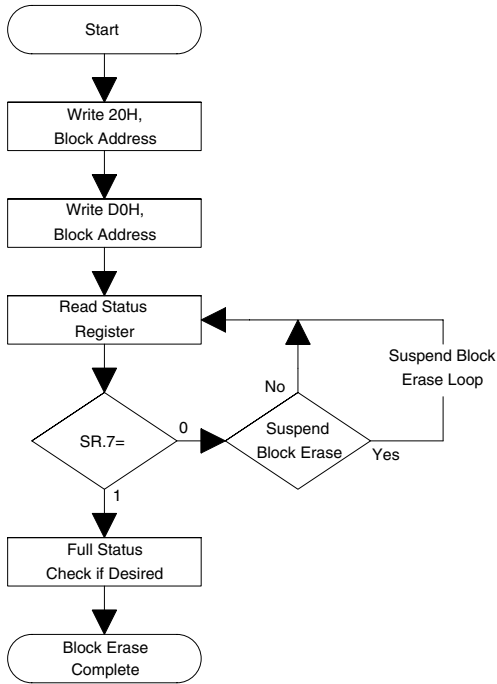 Start
Write 20H,
Block Address
Write D0H,
Block Address
Read Status
Register
Suspend Block
Erase Loop
No
SR.7=
0
Suspend
Block Erase
Yes
1
Full Status
Check if Desired
Block Erase
Complete